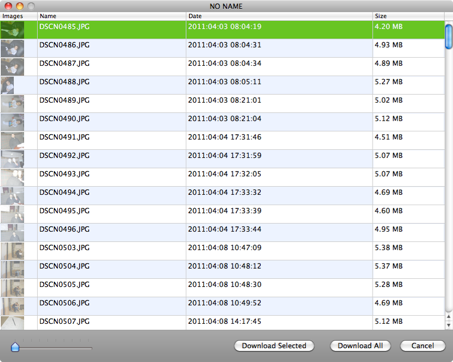 NO NAME
Images Name Date Size
DSCN0485.JPG 2011:04:03 08:04:19 4.20 MB
DSCN0486.JPG 2011:04:03 08:04:31 4.93 MB
DSCN0487.JPG 2011:04:03 08:04:34 4.89 MB
DSCN0488.JPG 2011:04:03 08:05:11 5.27 MB
DSCN0489.JPG 2011:04:03 08:21:01 5.02 MB
DSCN0490.JPG 2011:04:03 08:21:04 5.12 MB
DSCN0491.JPG 2011:04:04 17:31:46 4.51 MB
DSCN0492.JPG 2011:04:04 17:31:59 5.07 MB
DSCN0493.JPG 2011:04:04 17:32:05 5.07 MB
DSCN0494.JPG 2011:04:04 17:33:32 4.69 MB
DSCN0495.JPG 2011:04:04 17:33:39 4.60 MB
DSCN0496.JPG 2011:04:04 17:33:44 4.95 MB
DSCN0503.JPG 2011:04:08 10:47:09 5.38 MB
DSCN0504.JPG 2011:04:08 10:48:12 5.37 MB
DSCN0505.JPG 2011:04:08 10:48:30 5.28 MB
DSCN0506.JPG 2011:04:08 10:49:52 4.69 MB
DSCN0507.JPG 2011:04:08 14:17:45 5.12 MB
Download Selected Download All Cancel